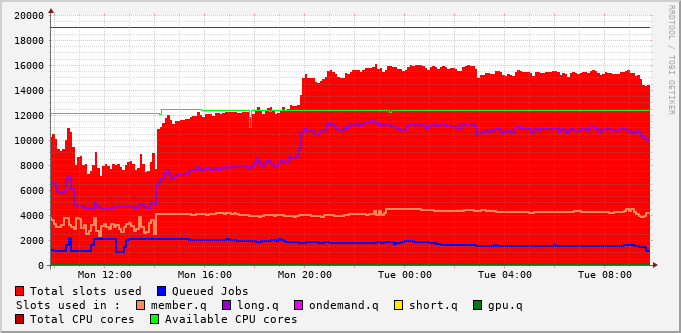 20000
18000
16000
14000
12000
10000
8000
6000
4000
2000
0
Mon 12:00 Mon 16:00 Mon 20:00 Tue 00:00 Tue 04:00 Tue 08:00
RRDTOOL / TOBI OETIKER
Total slots used Queued Jobs
Slots used in : member.q long.q ondemand.q short.q gpu.q
Total CPU cores Available CPU cores